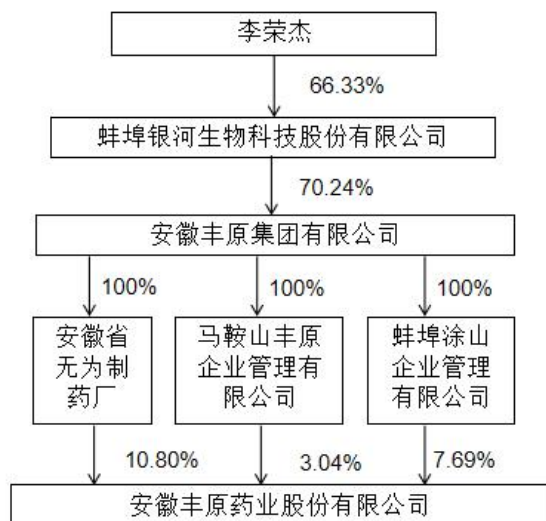 李荣杰
66.33%
蚌埠银河生物科技股份有限公司
70.24%
安徽丰原集团有限公司
100%
100%
100%
安徽省
无为制
药厂
马鞍山丰原
企业管理有
限公司
蚌埠涂山
企业管理
有限公司
10.80%
3.04%
7.69%
安徽丰原药业股份有限公司